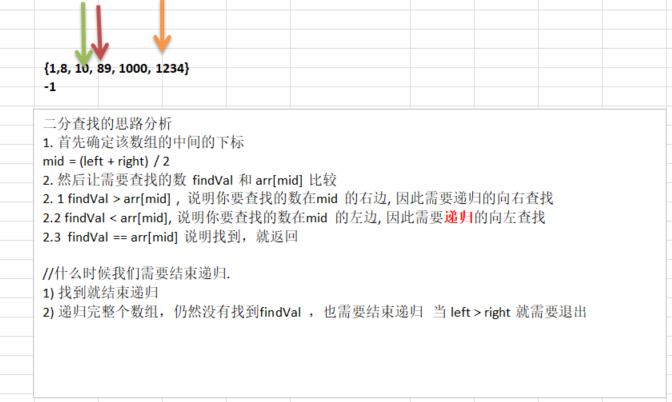 {1,8, 10, 89, 1000, 1234}
-1
二分查找的思路分析
1. 首先确定该数组的中间的下标
mid = (left + right) / 2
2. 然后让需要查找的数 findVal 和 arr[mid] 比较
2. 1 findVal > arr[mid] , 说明你要查找的数在mid 的右边, 因此需要递归的向右查找
2.2 findVal < arr[mid], 说明你要查找的数在mid 的左边, 因此需要递归的向左查找
2.3 findVal == arr[mid] 说明找到，就返回
//什么时候我们需要结束递归.
1) 找到就结束递归
2) 递归完整个数组，仍然没有找到findVal ，也需要结束递归 当 left > right 就需要退出